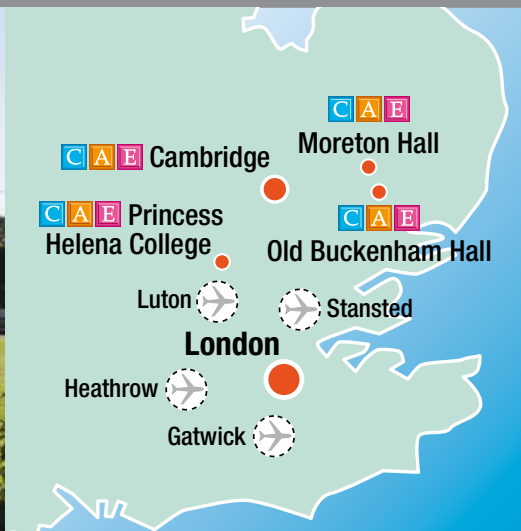 CAE
Moreton Hall
CAE Cambridge
CAE Princess
Helena College
CAE
Old Buckenham Hall
Luton
Stansted
London
Heathrow
Gatwick